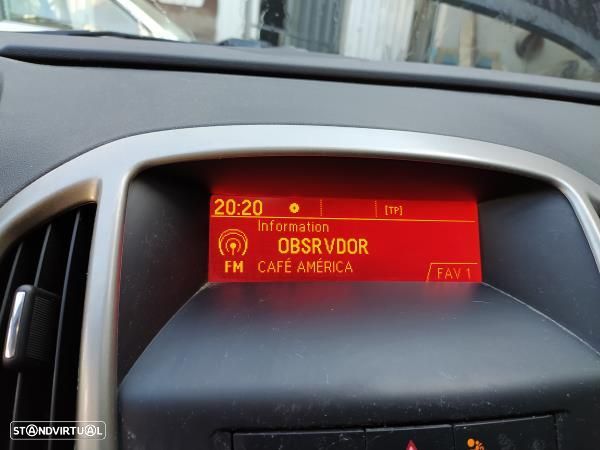 20:20 [TP]
Information
OBSRVDOR
FM CAFÉ AMÉRICA FAV 1
STANDVIRTUAL